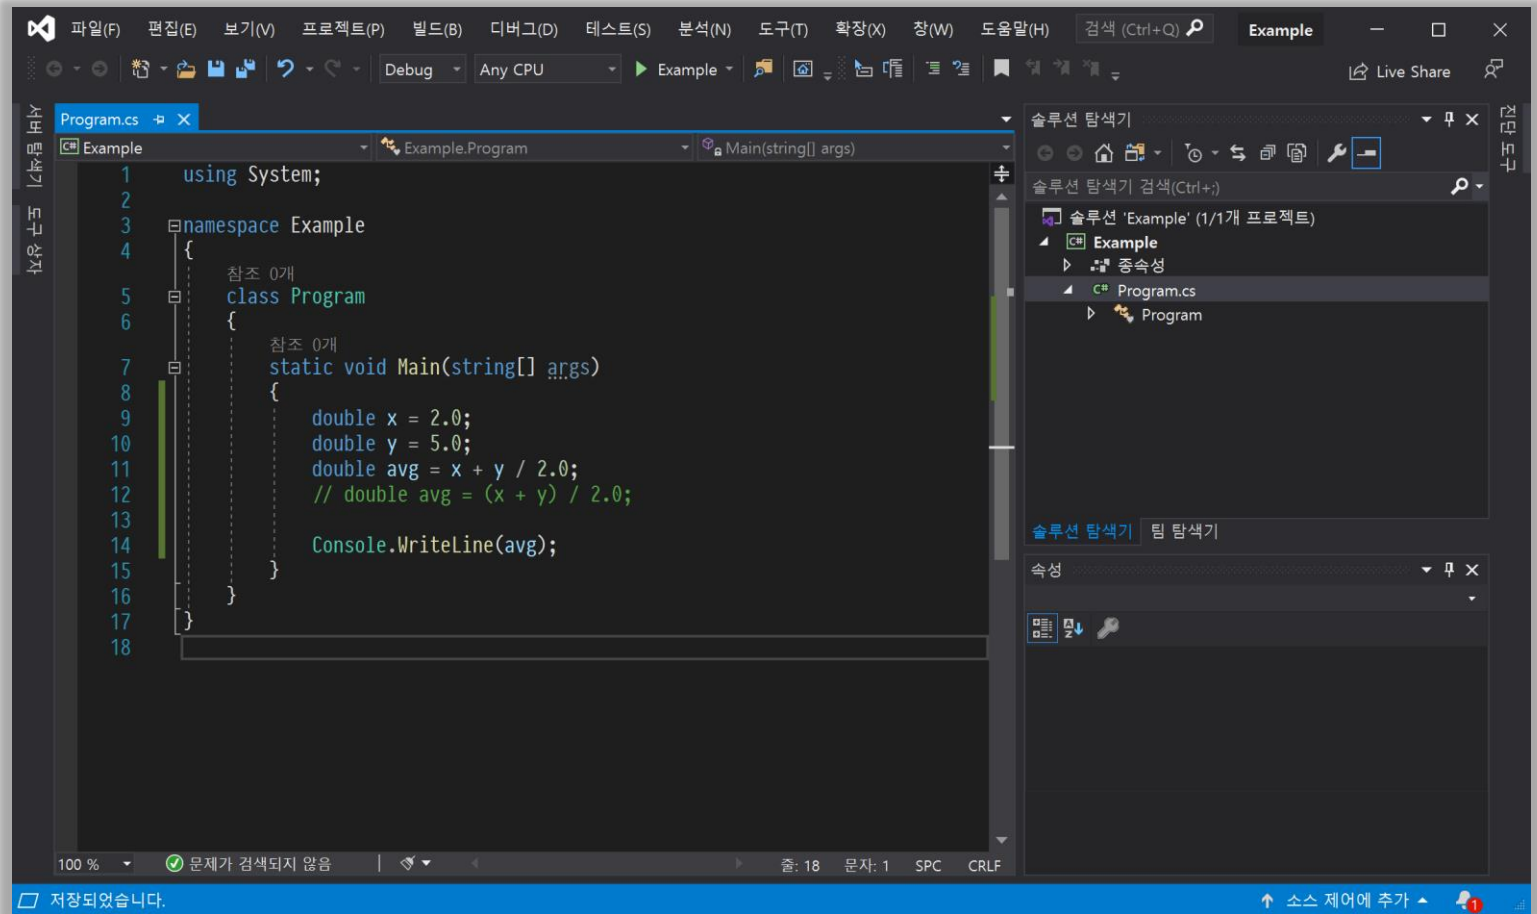 파일(F) 편집(E) 보기(V) 프로젝트(P) 빌드(B) 디버그(D) 테스트(S) 분석(N) 도구(T) 확장(X) 창(W) 도움말(H) 검색 (Ctrl+Q) Example
Debug Any CPU Example Live Share
서버 탐색기
도구 상자
Program.cs
Example Example.Program Main(string[] args)
1 using System;
2
3 namespace Example
4 {
참조 0개
5 class Program
6 {
참조 0개
7 static void Main(string[] args)
8 {
9 double x = 2.0;
10 double y = 5.0;
11 double avg = x + y / 2.0;
12 // double avg = (x + y) / 2.0;
13
14 Console.WriteLine(avg);
15 }
16 }
17 }
18
100 % 문제가 검색되지 않음 줄: 18 문자: 1 SPC CRLF
솔루션 탐색기
솔루션 탐색기 검색(Ctrl+;)
솔루션 'Example' (1/1개 프로젝트)
C# Example
종속성
C# Program.cs
Program
솔루션 탐색기 팀 탐색기
속성
진단 도구
저장되었습니다. 소스 제어에 추가 1